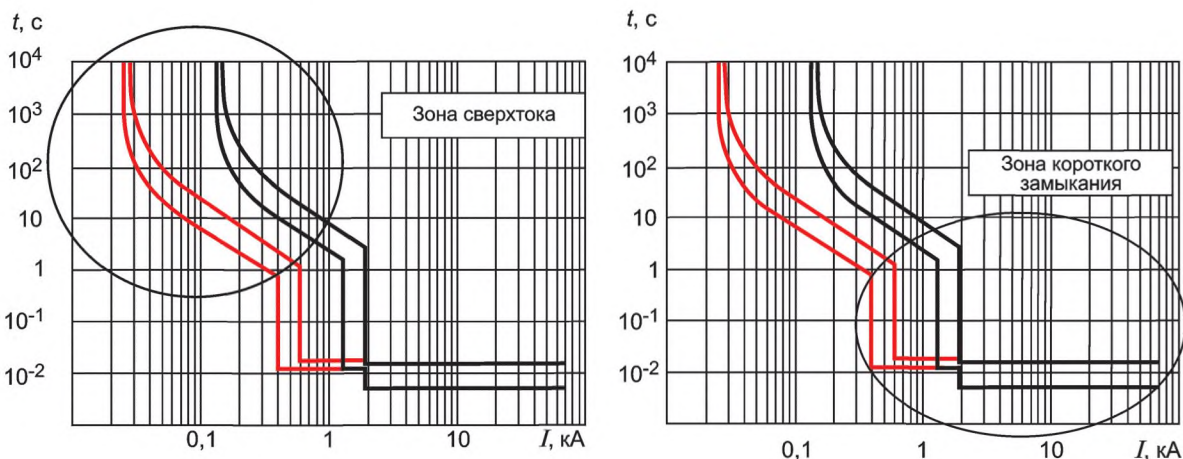 t, с
10⁴
10³
10²
10
1
10⁻¹
10⁻²
0,1
1
10
I, кА
Зона сверхтока
t, с
10⁴
10³
10²
10
1
10⁻¹
10⁻²
0,1
1
10
I, кА
Зона короткого
замыкания